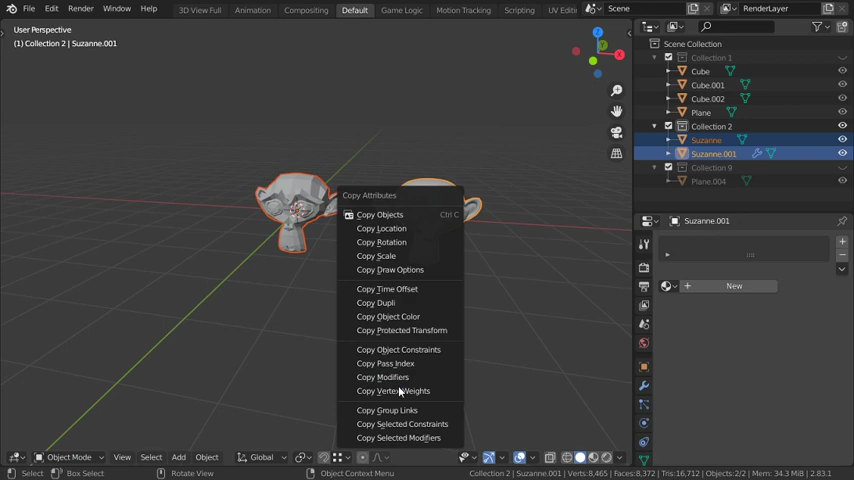 File Edit Render Window Help 3D View Full Animation Compositing Default Game Logic Motion Tracking Scripting UV Editi Scene RenderLayer
User Perspective
(1) Collection 2 | Suzanne.001
X
Y
Z
Scene Collection
Collection 1
Cube
Cube.001
Cube.002
Plane
Collection 2
Suzanne
Suzanne.001
Collection 9
Plane.004
Suzanne.001
New
Copy Attributes
Copy Objects Ctrl C
Copy Location
Copy Rotation
Copy Scale
Copy Draw Options
Copy Time Offset
Copy Dupli
Copy Object Color
Copy Protected Transform
Copy Object Constraints
Copy Pass Index
Copy Modifiers
Copy Vertex Weights
Copy Group Links
Copy Selected Constraints
Copy Selected Modifiers
Object Mode View Select Add Object Global
Select Box Select Rotate View Object Context Menu Collection 2 | Suzanne.001 | Verts:8,465 | Faces:8,372 | Tris:16,712 | Objects:2/2 | Mem: 34.3 MiB | 2.83.1